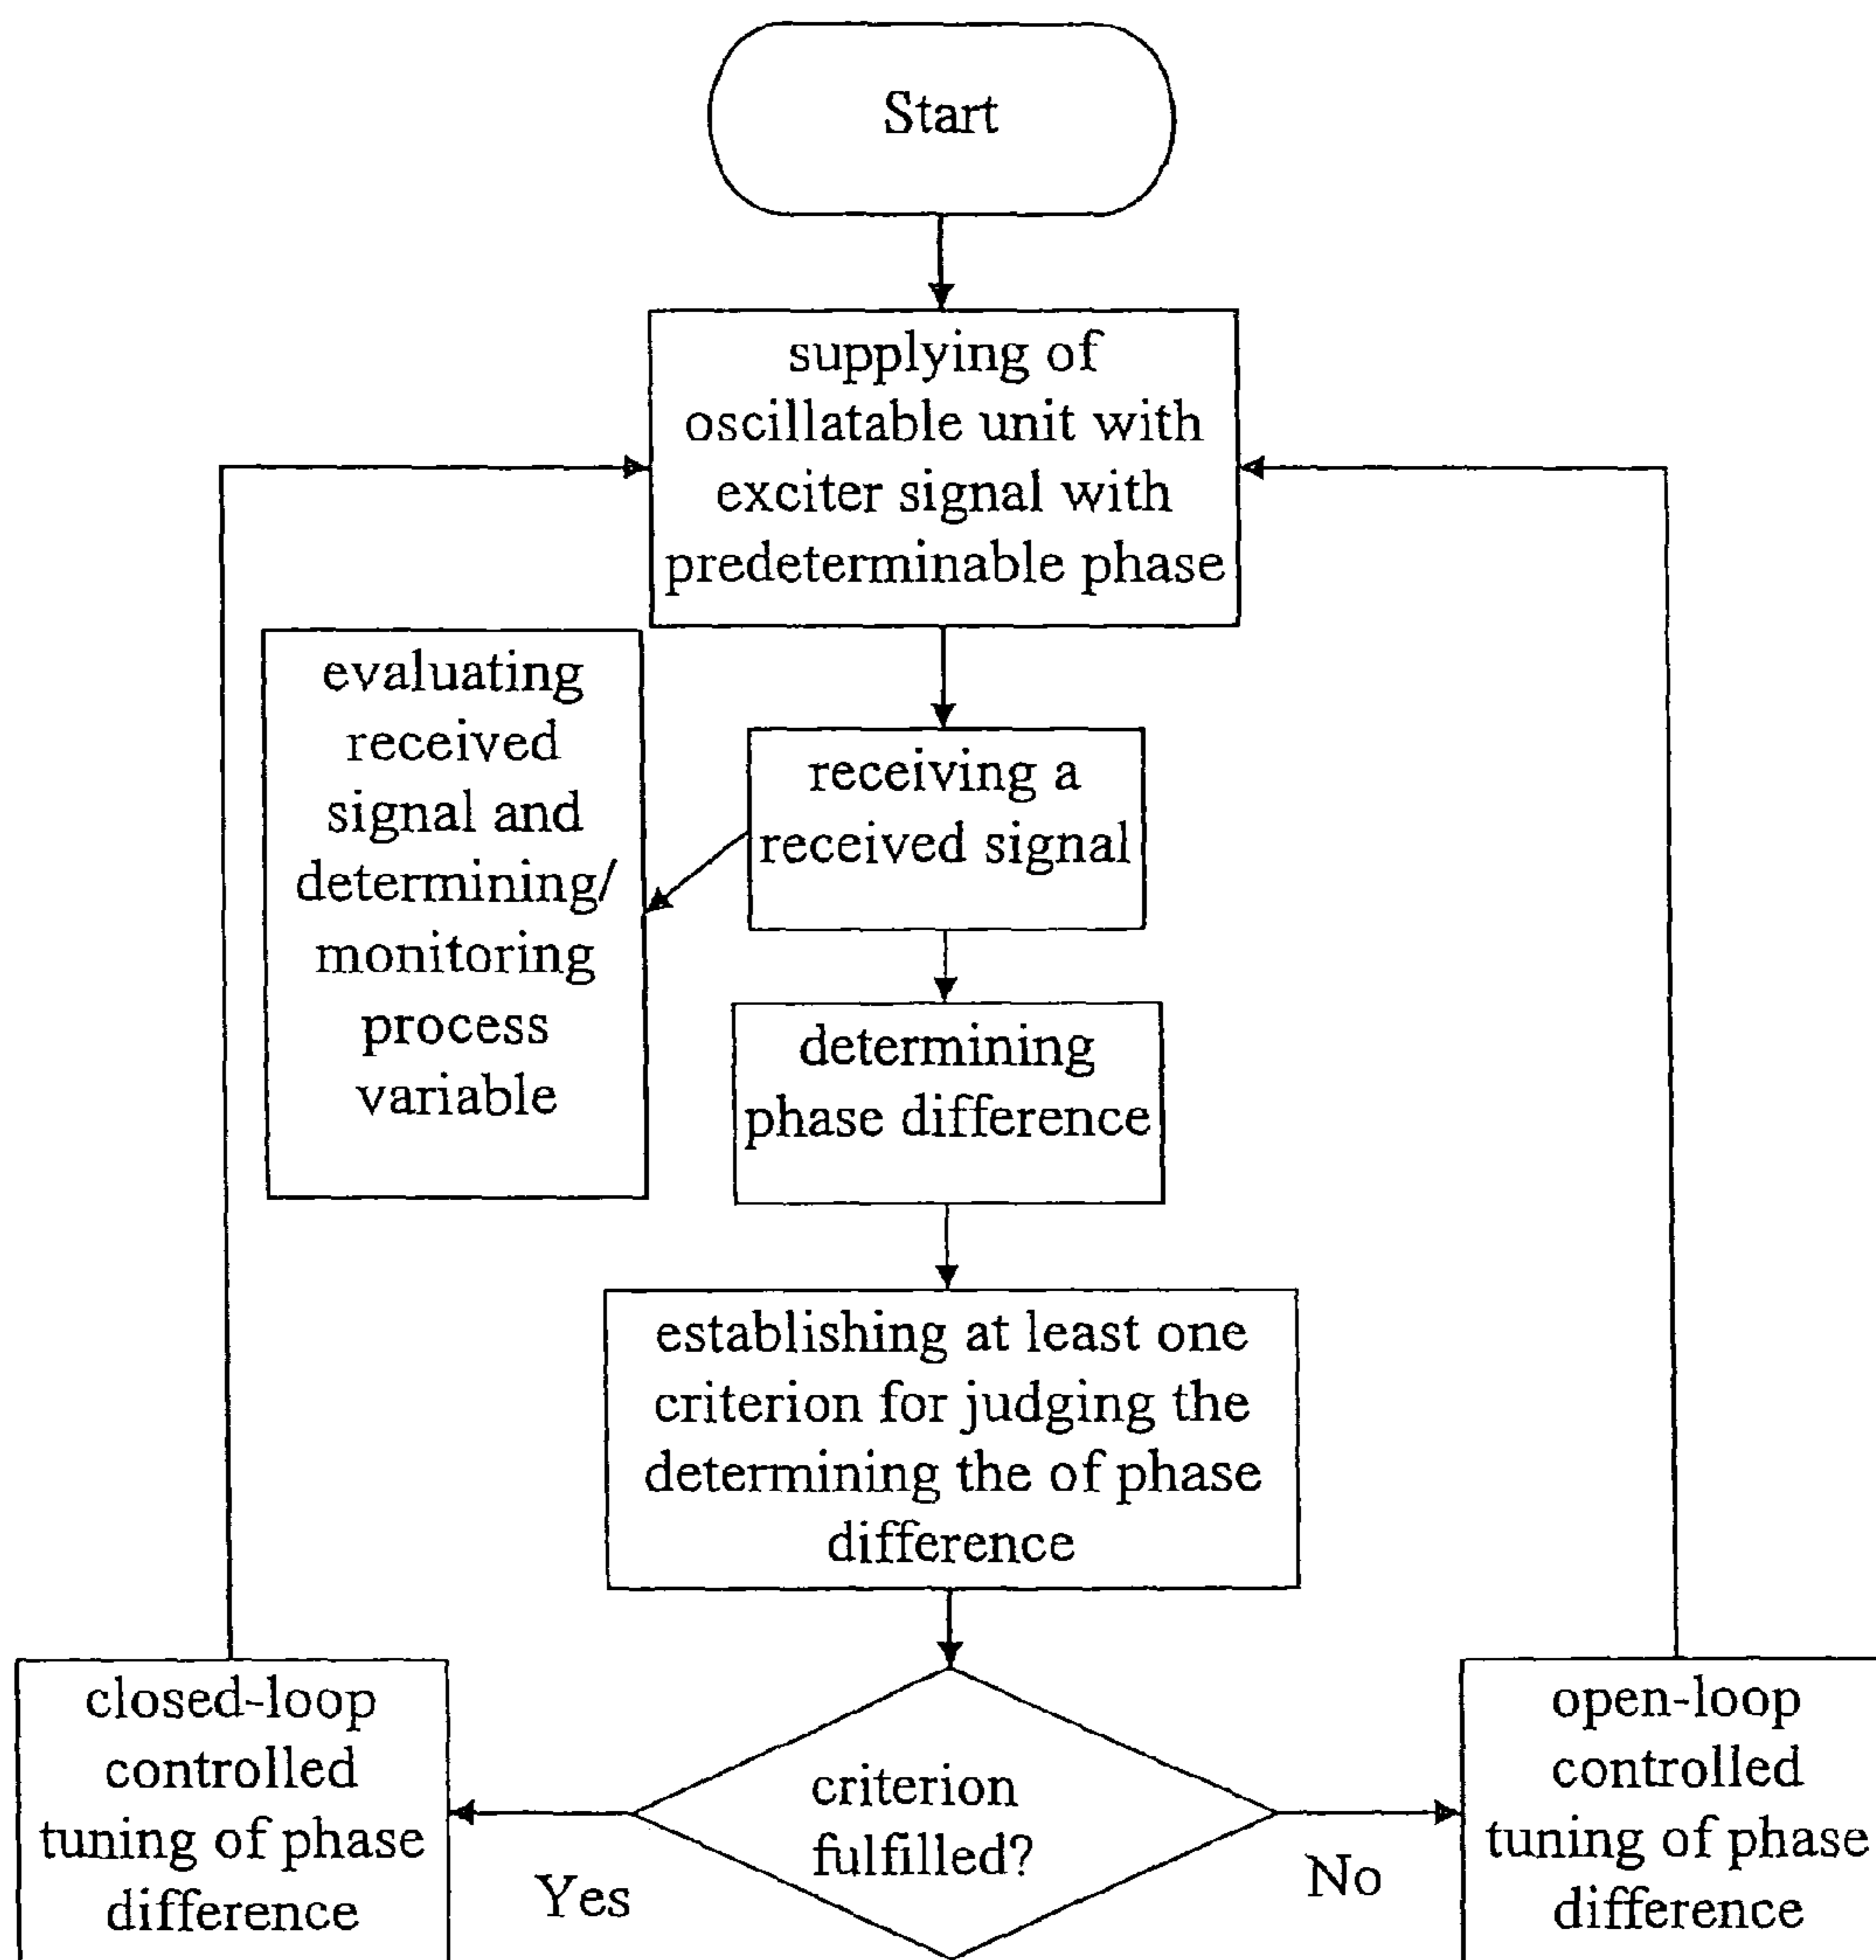 Start
supplying of
oscillatable unit with
exciter signal with
predeterminable phase
evaluating
received
signal and
determining/
monitoring
process
variable
receiving a
received signal
determining
phase difference
establishing at least one
criterion for judging the
determining the of phase
difference
closed-loop
controlled
tuning of phase
difference
Yes
criterion
fulfilled?
No
open-loop
controlled
tuning of phase
difference